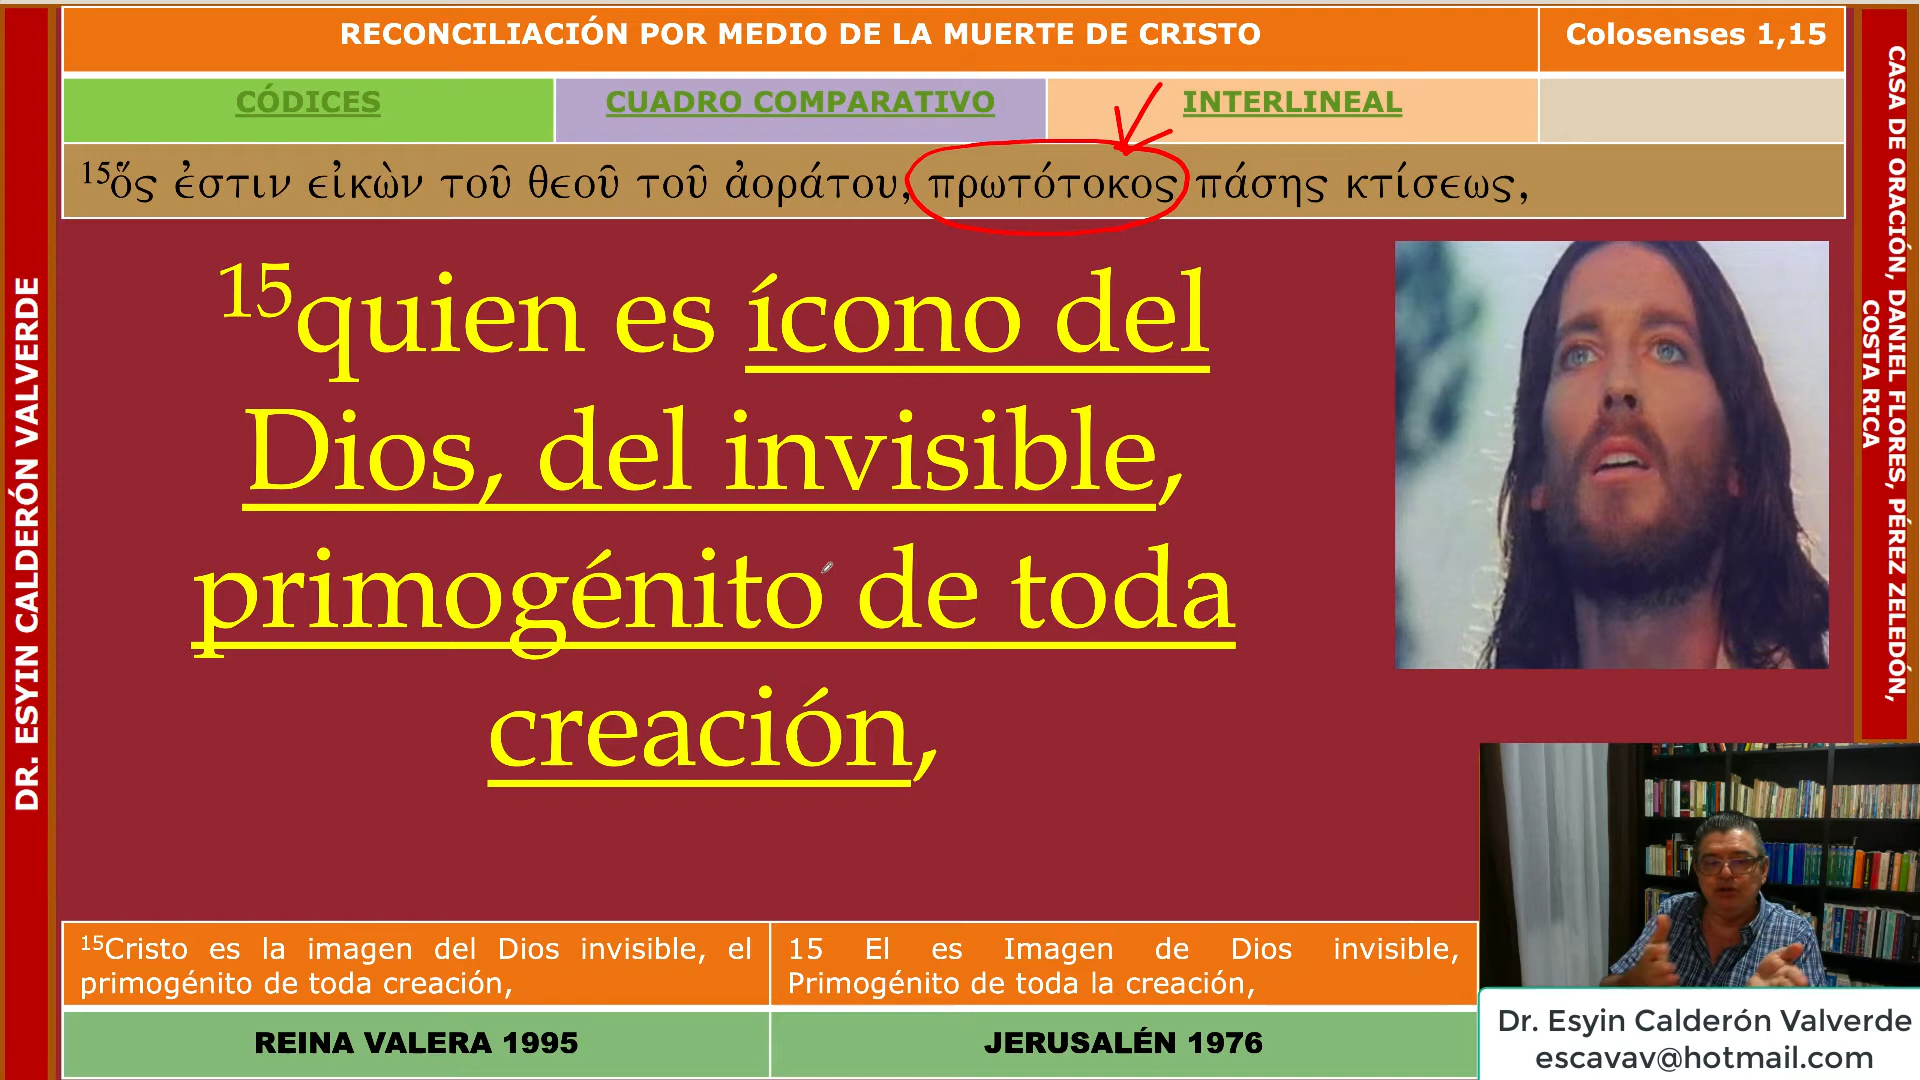 RECONCILIACIÓN POR MEDIO DE LA MUERTE DE CRISTO
Colosenses 1,15
CÓDICES
CUADRO COMPARATIVO
INTERLINEAL
15ὅς ἐστιν εἰκὼν τοῦ θεοῦ τοῦ ἀοράτου, πρωτότοκος πάσης κτίσεως,
15quien es ícono del
Dios, del invisible,
primogénito de toda
creación,
15Cristo es la imagen del Dios invisible, el
primogénito de toda creación,
15 El es Imagen de Dios invisible,
Primogénito de toda la creación,
REINA VALERA 1995
JERUSALÉN 1976
DR. ESYIN CALDERÓN VALVERDE
CASA DE ORACIÓN, DANIEL FLORES, PÉREZ ZELEDÓN,
COSTA RICA
Dr. Esyin Calderón Valverde
escavav@hotmail.com